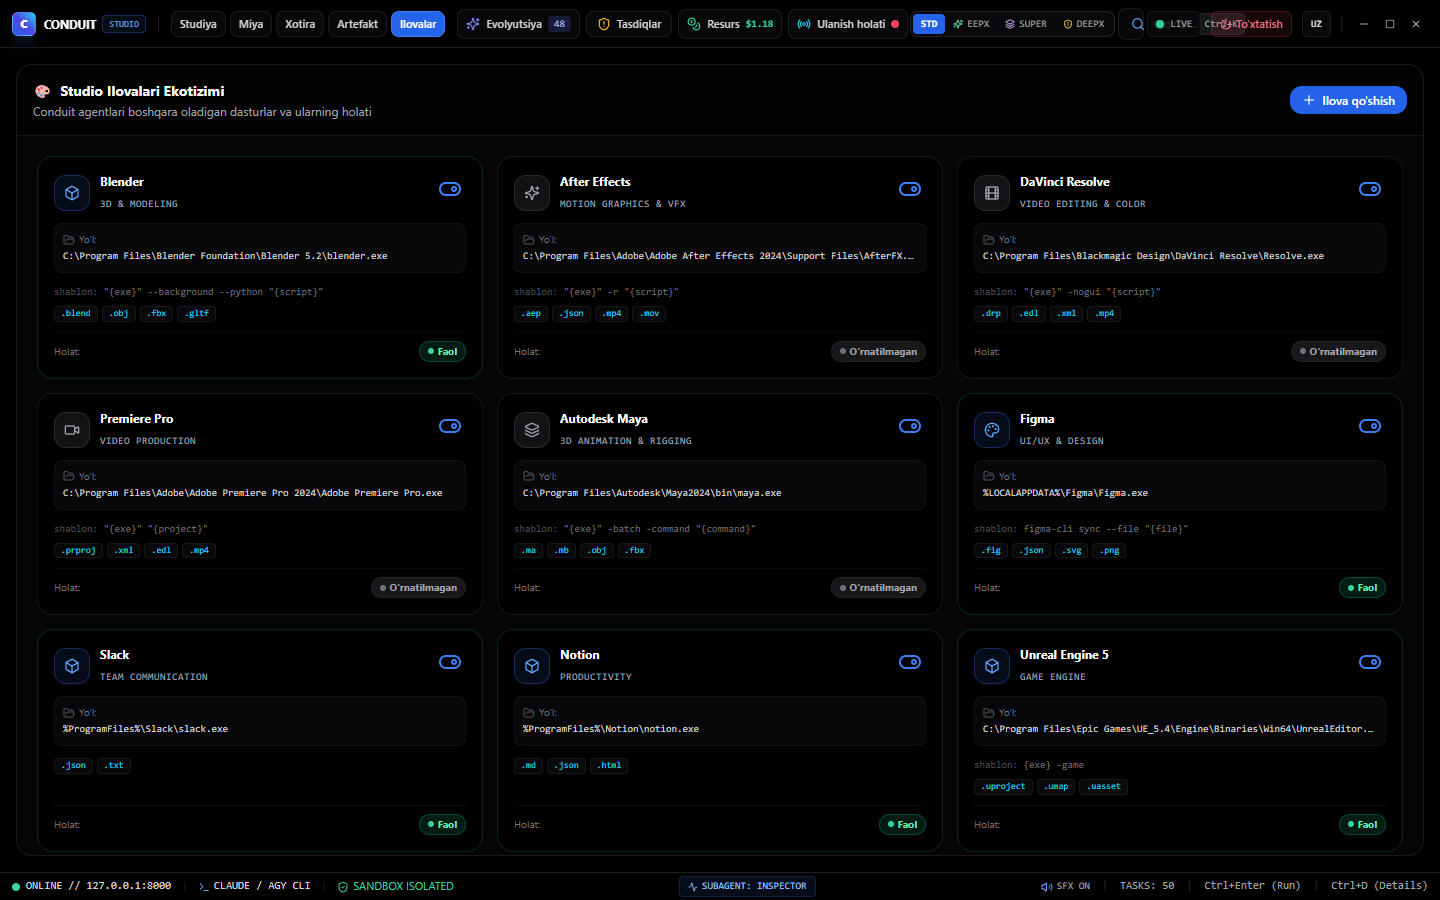 C CONDUIT STUDIO Studiya Miya Xotira Artefakt Ilovalar Evolyutsiya 48 Tasdiqlar Resurs $1.18 Ulanish holati STD EEPX SUPER DEEPX LIVE To'xtatish UZ
Studio Ilovalari Ekotizimi
Conduit agentlari boshqara oladigan dasturlar va ularning holati
+ Ilova qo'shish
Blender
3D & MODELING
Yo'l:
C:\Program Files\Blender Foundation\Blender 5.2\blender.exe
shablon: "{exe}" --background --python "{script}"
.blend .obj .fbx .gltf
Holat: Faol
After Effects
MOTION GRAPHICS & VFX
Yo'l:
C:\Program Files\Adobe\Adobe After Effects 2024\Support Files\AfterFX...
shablon: "{exe}" -r "{script}"
.aep .json .mp4 .mov
Holat: O'rnatilmagan
DaVinci Resolve
VIDEO EDITING & COLOR
Yo'l:
C:\Program Files\Blackmagic Design\DaVinci Resolve\Resolve.exe
shablon: "{exe}" -nogui "{script}"
.drp .edl .xml .mp4
Holat: O'rnatilmagan
Premiere Pro
VIDEO PRODUCTION
Yo'l:
C:\Program Files\Adobe\Adobe Premiere Pro 2024\Adobe Premiere Pro.exe
shablon: "{exe}" "{project}"
.prproj .xml .edl .mp4
Holat: O'rnatilmagan
Autodesk Maya
3D ANIMATION & RIGGING
Yo'l:
C:\Program Files\Autodesk\Maya2024\bin\maya.exe
shablon: "{exe}" -batch -command "{command}"
.ma .mb .obj .fbx
Holat: O'rnatilmagan
Figma
UI/UX & DESIGN
Yo'l:
%LOCALAPPDATA%\Figma\Figma.exe
shablon: figma-cli sync --file "{file}"
.fig .json .svg .png
Holat: Faol
Slack
TEAM COMMUNICATION
Yo'l:
%ProgramFiles%\Slack\slack.exe
.json .txt
Holat: Faol
Notion
PRODUCTIVITY
Yo'l:
%ProgramFiles%\Notion\notion.exe
.md .json .html
Holat: Faol
Unreal Engine 5
GAME ENGINE
Yo'l:
C:\Program Files\Epic Games\UE_5.4\Engine\Binaries\Win64\UnrealEditor...
shablon: {exe} -game
.uproject .umap .uasset
Holat: Faol
ONLINE // 127.0.0.1:8000 CLAUDE / AGY CLI SANDBOX ISOLATED SUBAGENT: INSPECTOR SFX ON TASKS: 50 Ctrl+Enter (Run) Ctrl+D (Details)